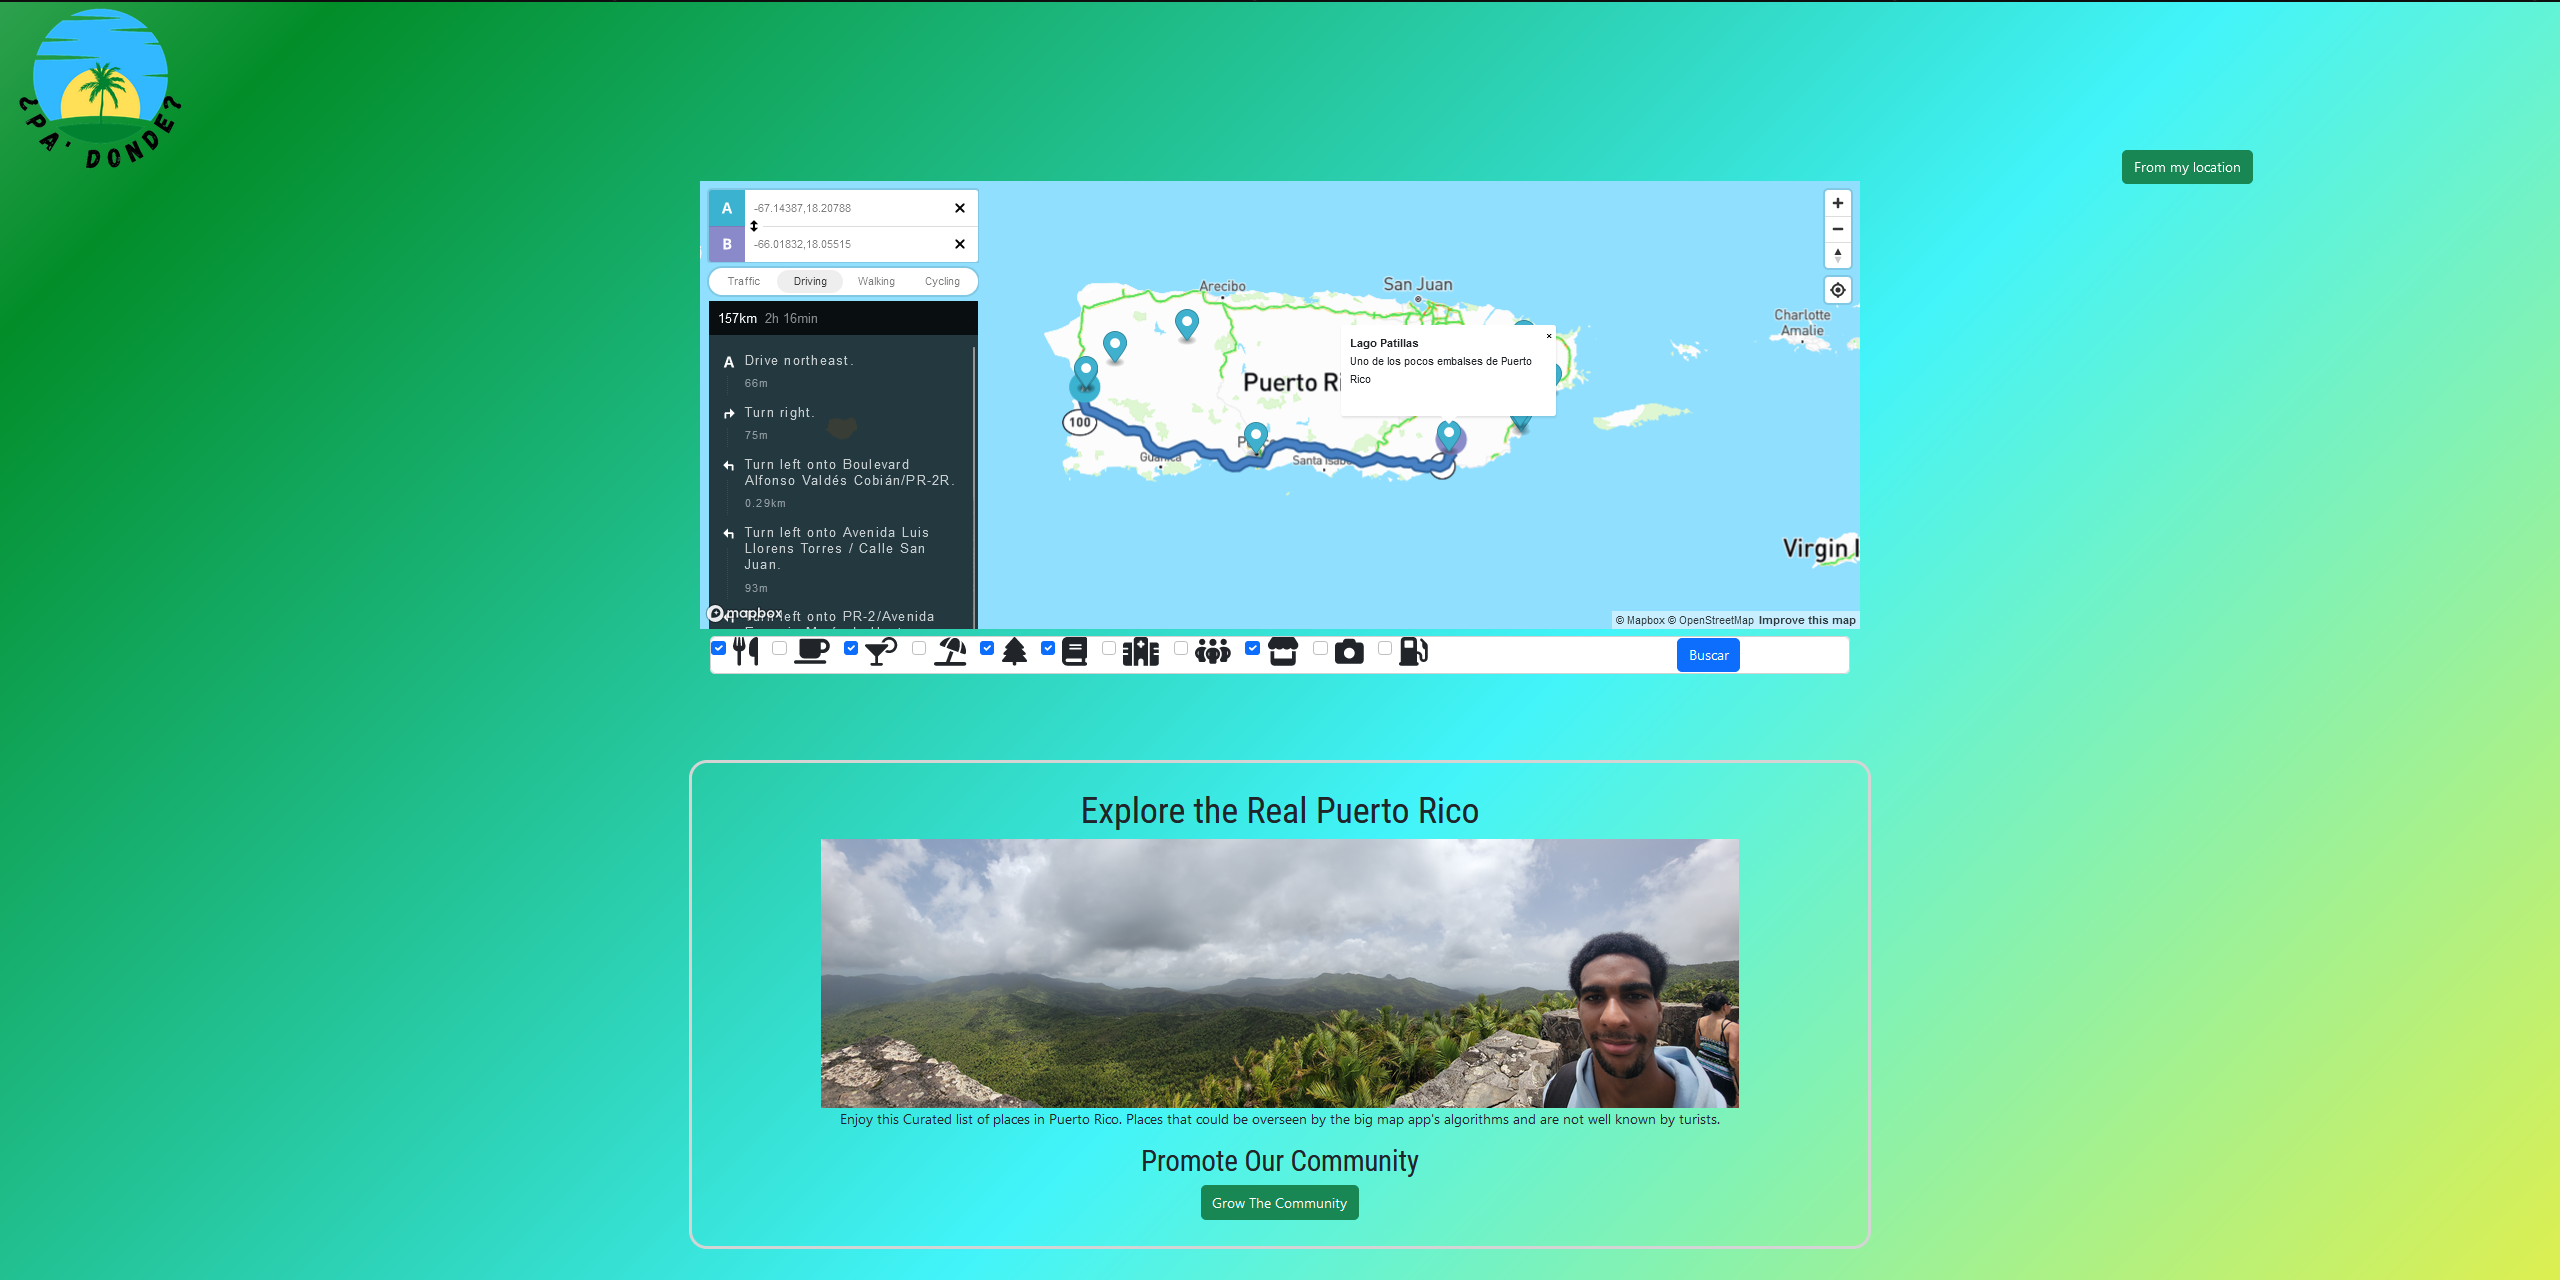 ¿PA' DONDE?
From my location
A -67.14387,18.20788
B -66.01832,18.05515
Traffic Driving Walking Cycling
157km 2h 16min
A Drive northeast.
66m
Turn right.
75m
Turn left onto Boulevard
Alfonso Valdés Cobián/PR-2R.
0.29km
Turn left onto Avenida Luis
Llorens Torres / Calle San
Juan.
93m
Turn left onto PR-2/Avenida
mapbox
Arecibo
San Juan
Charlotte
Amalie
Lago Patillas
Uno de los pocos embalses de Puerto
Rico
Puerto Ri
100
Santa Isabe
Virgin I
© Mapbox © OpenStreetMap Improve this map
Buscar
Explore the Real Puerto Rico
Enjoy this Curated list of places in Puerto Rico. Places that could be overseen by the big map app's algorithms and are not well known by turists.
Promote Our Community
Grow The Community